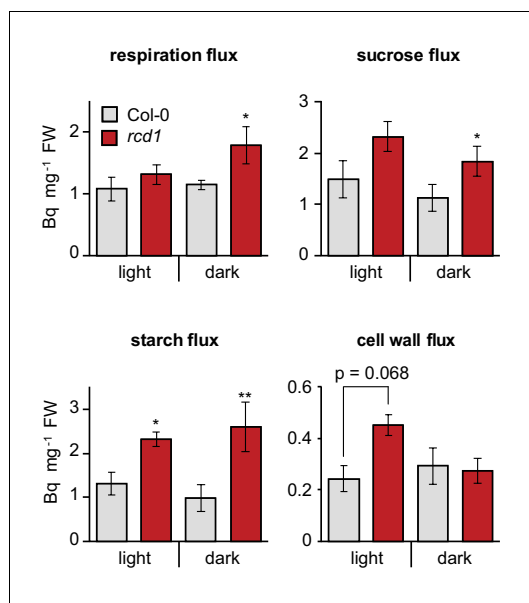 respiration flux
Bq mg⁻¹ FW
2
1
0
Col-0
rcd1
*
light
dark
sucrose flux
3
2
1
0
*
light
dark
starch flux
Bq mg⁻¹ FW
3
2
1
0
*
**
light
dark
cell wall flux
p = 0.068
0.6
0.4
0.2
0
light
dark